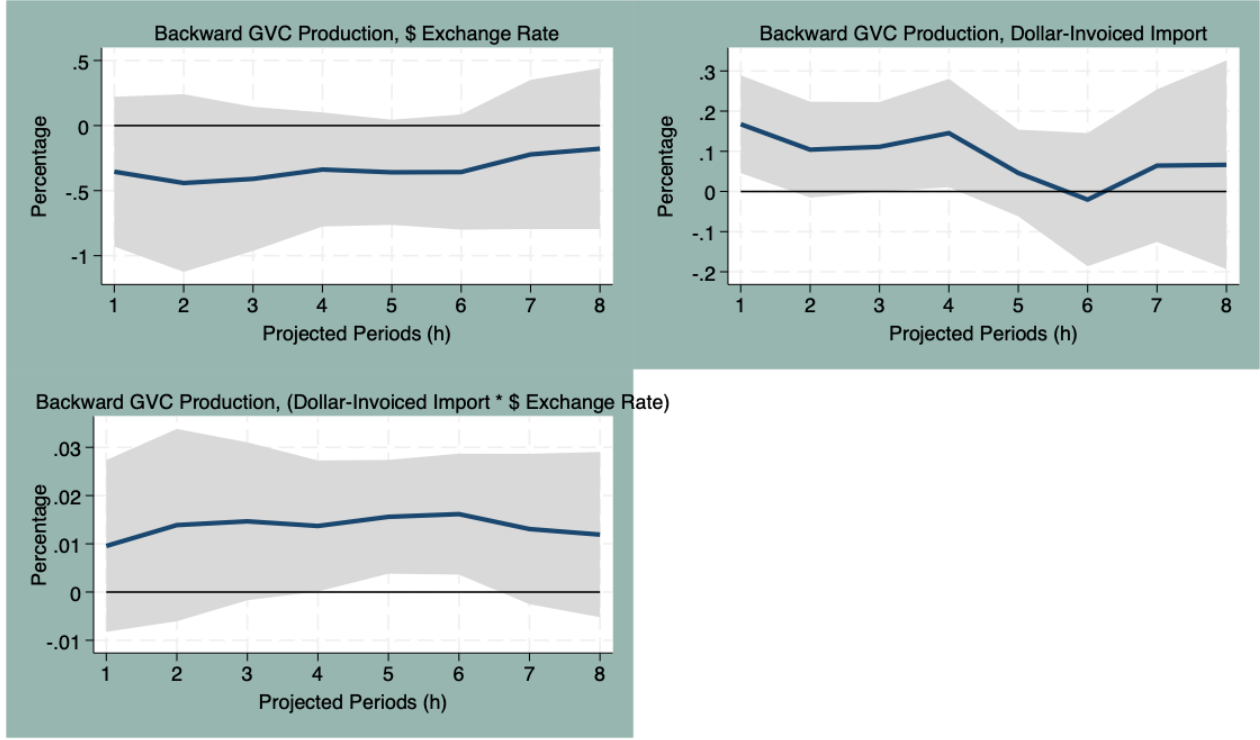 Backward GVC Production, $ Exchange Rate
Percentage
.5
0
-.5
-1
1 2 3 4 5 6 7 8
Projected Periods (h)
Backward GVC Production, Dollar-Invoiced Import
Percentage
.3
.2
.1
0
-.1
-.2
1 2 3 4 5 6 7 8
Projected Periods (h)
Backward GVC Production, (Dollar-Invoiced Import * $ Exchange Rate)
Percentage
.03
.02
.01
0
-.01
1 2 3 4 5 6 7 8
Projected Periods (h)